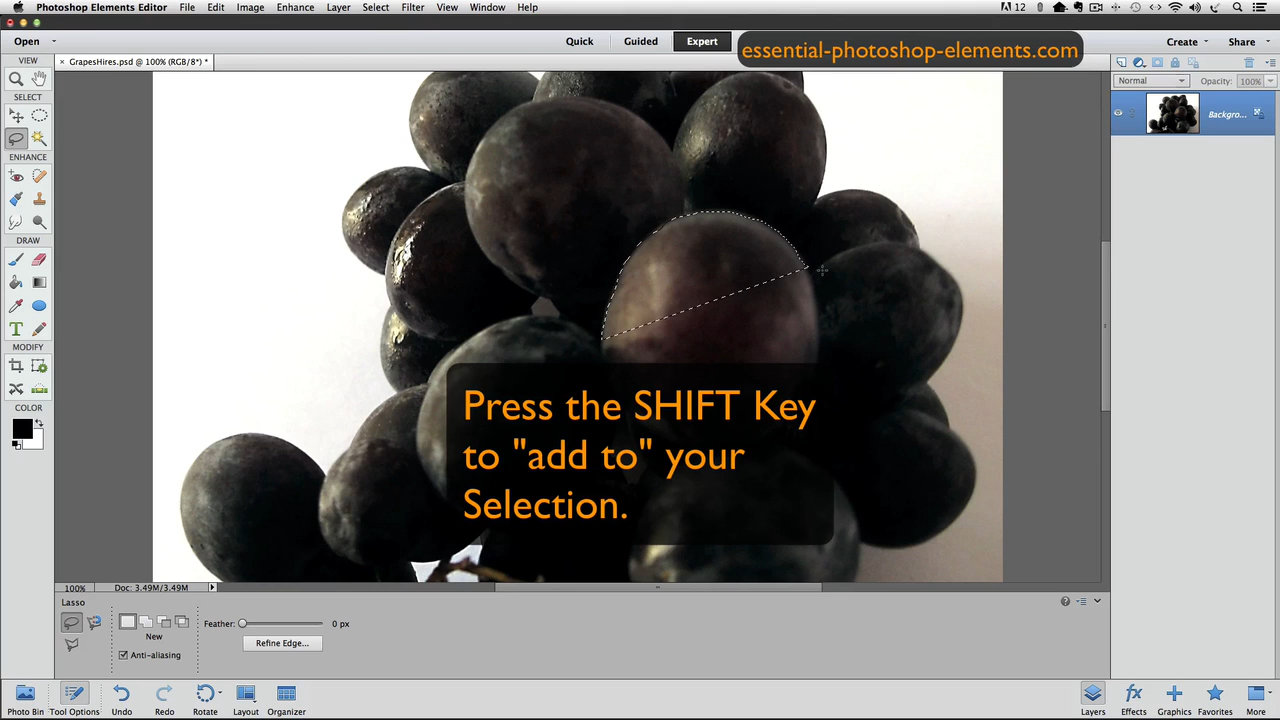 Photoshop Elements Editor File Edit Image Enhance Layer Select Filter View Window Help 12
Open Quick Guided Expert essential-photoshop-elements.com Create Share
× GrapesHires.psd @ 100% (RGB/8*) *
VIEW
SELECT
ENHANCE
DRAW
T
MODIFY
COLOR
Normal Opacity: 100%
Backgro...
Press the SHIFT Key
to "add to" your
Selection.
100% Doc: 3.49M/3.49M
Lasso
New
Anti-aliasing
Feather: 0 px
Refine Edge...
Photo Bin Tool Options Undo Redo Rotate Layout Organizer fx Layers Effects Graphics Favorites More